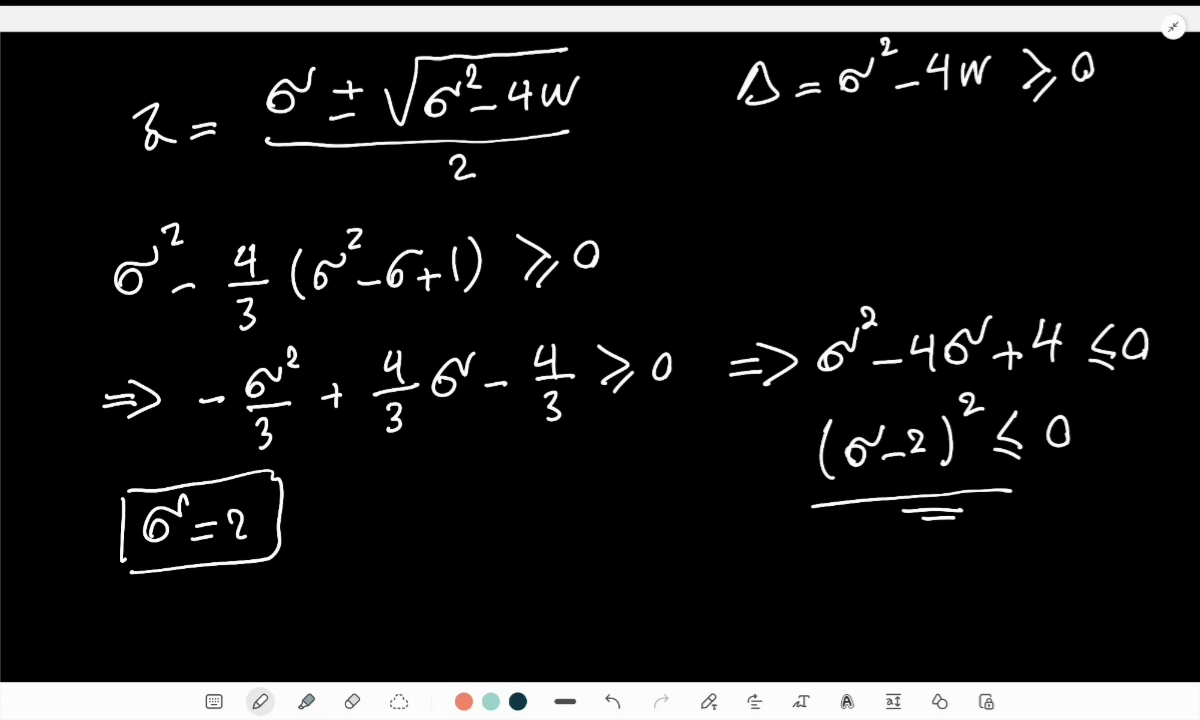 z = (σ ± √(σ² - 4w)) / 2
Δ = σ² - 4w ≥ 0
σ² - 4/3 (σ² - σ + 1) ≥ 0
⇒ - σ²/3 + 4/3 σ - 4/3 ≥ 0 ⇒ σ² - 4σ + 4 ≤ 0
(σ - 2)² ≤ 0
σ = 2